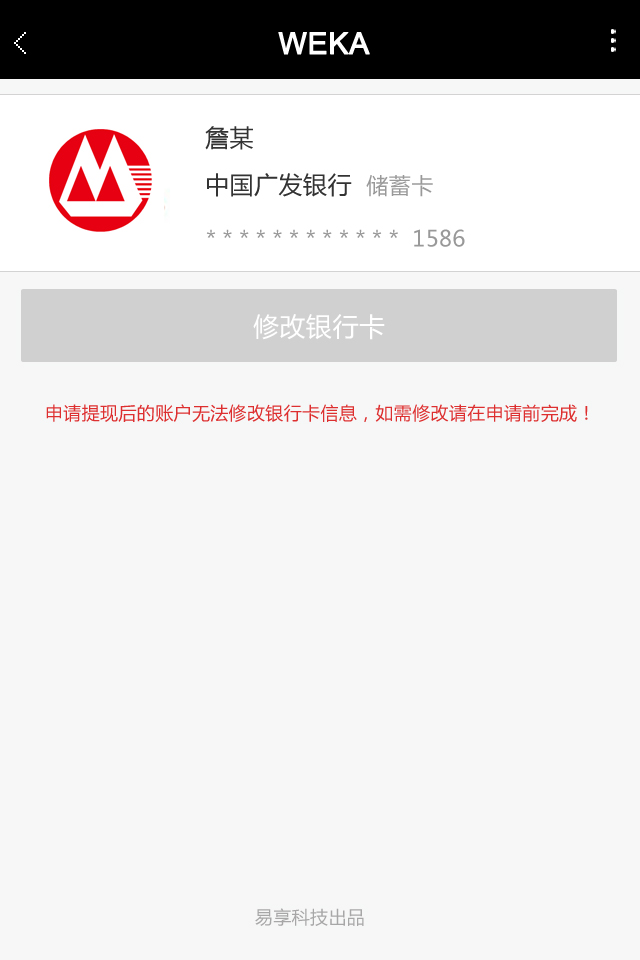 WEKA
詹某
中国广发银行 储蓄卡
* * * * * * * * * * * * 1586
修改银行卡
申请提现后的账户无法修改银行卡信息，如需修改请在申请前完成！
易享科技出品